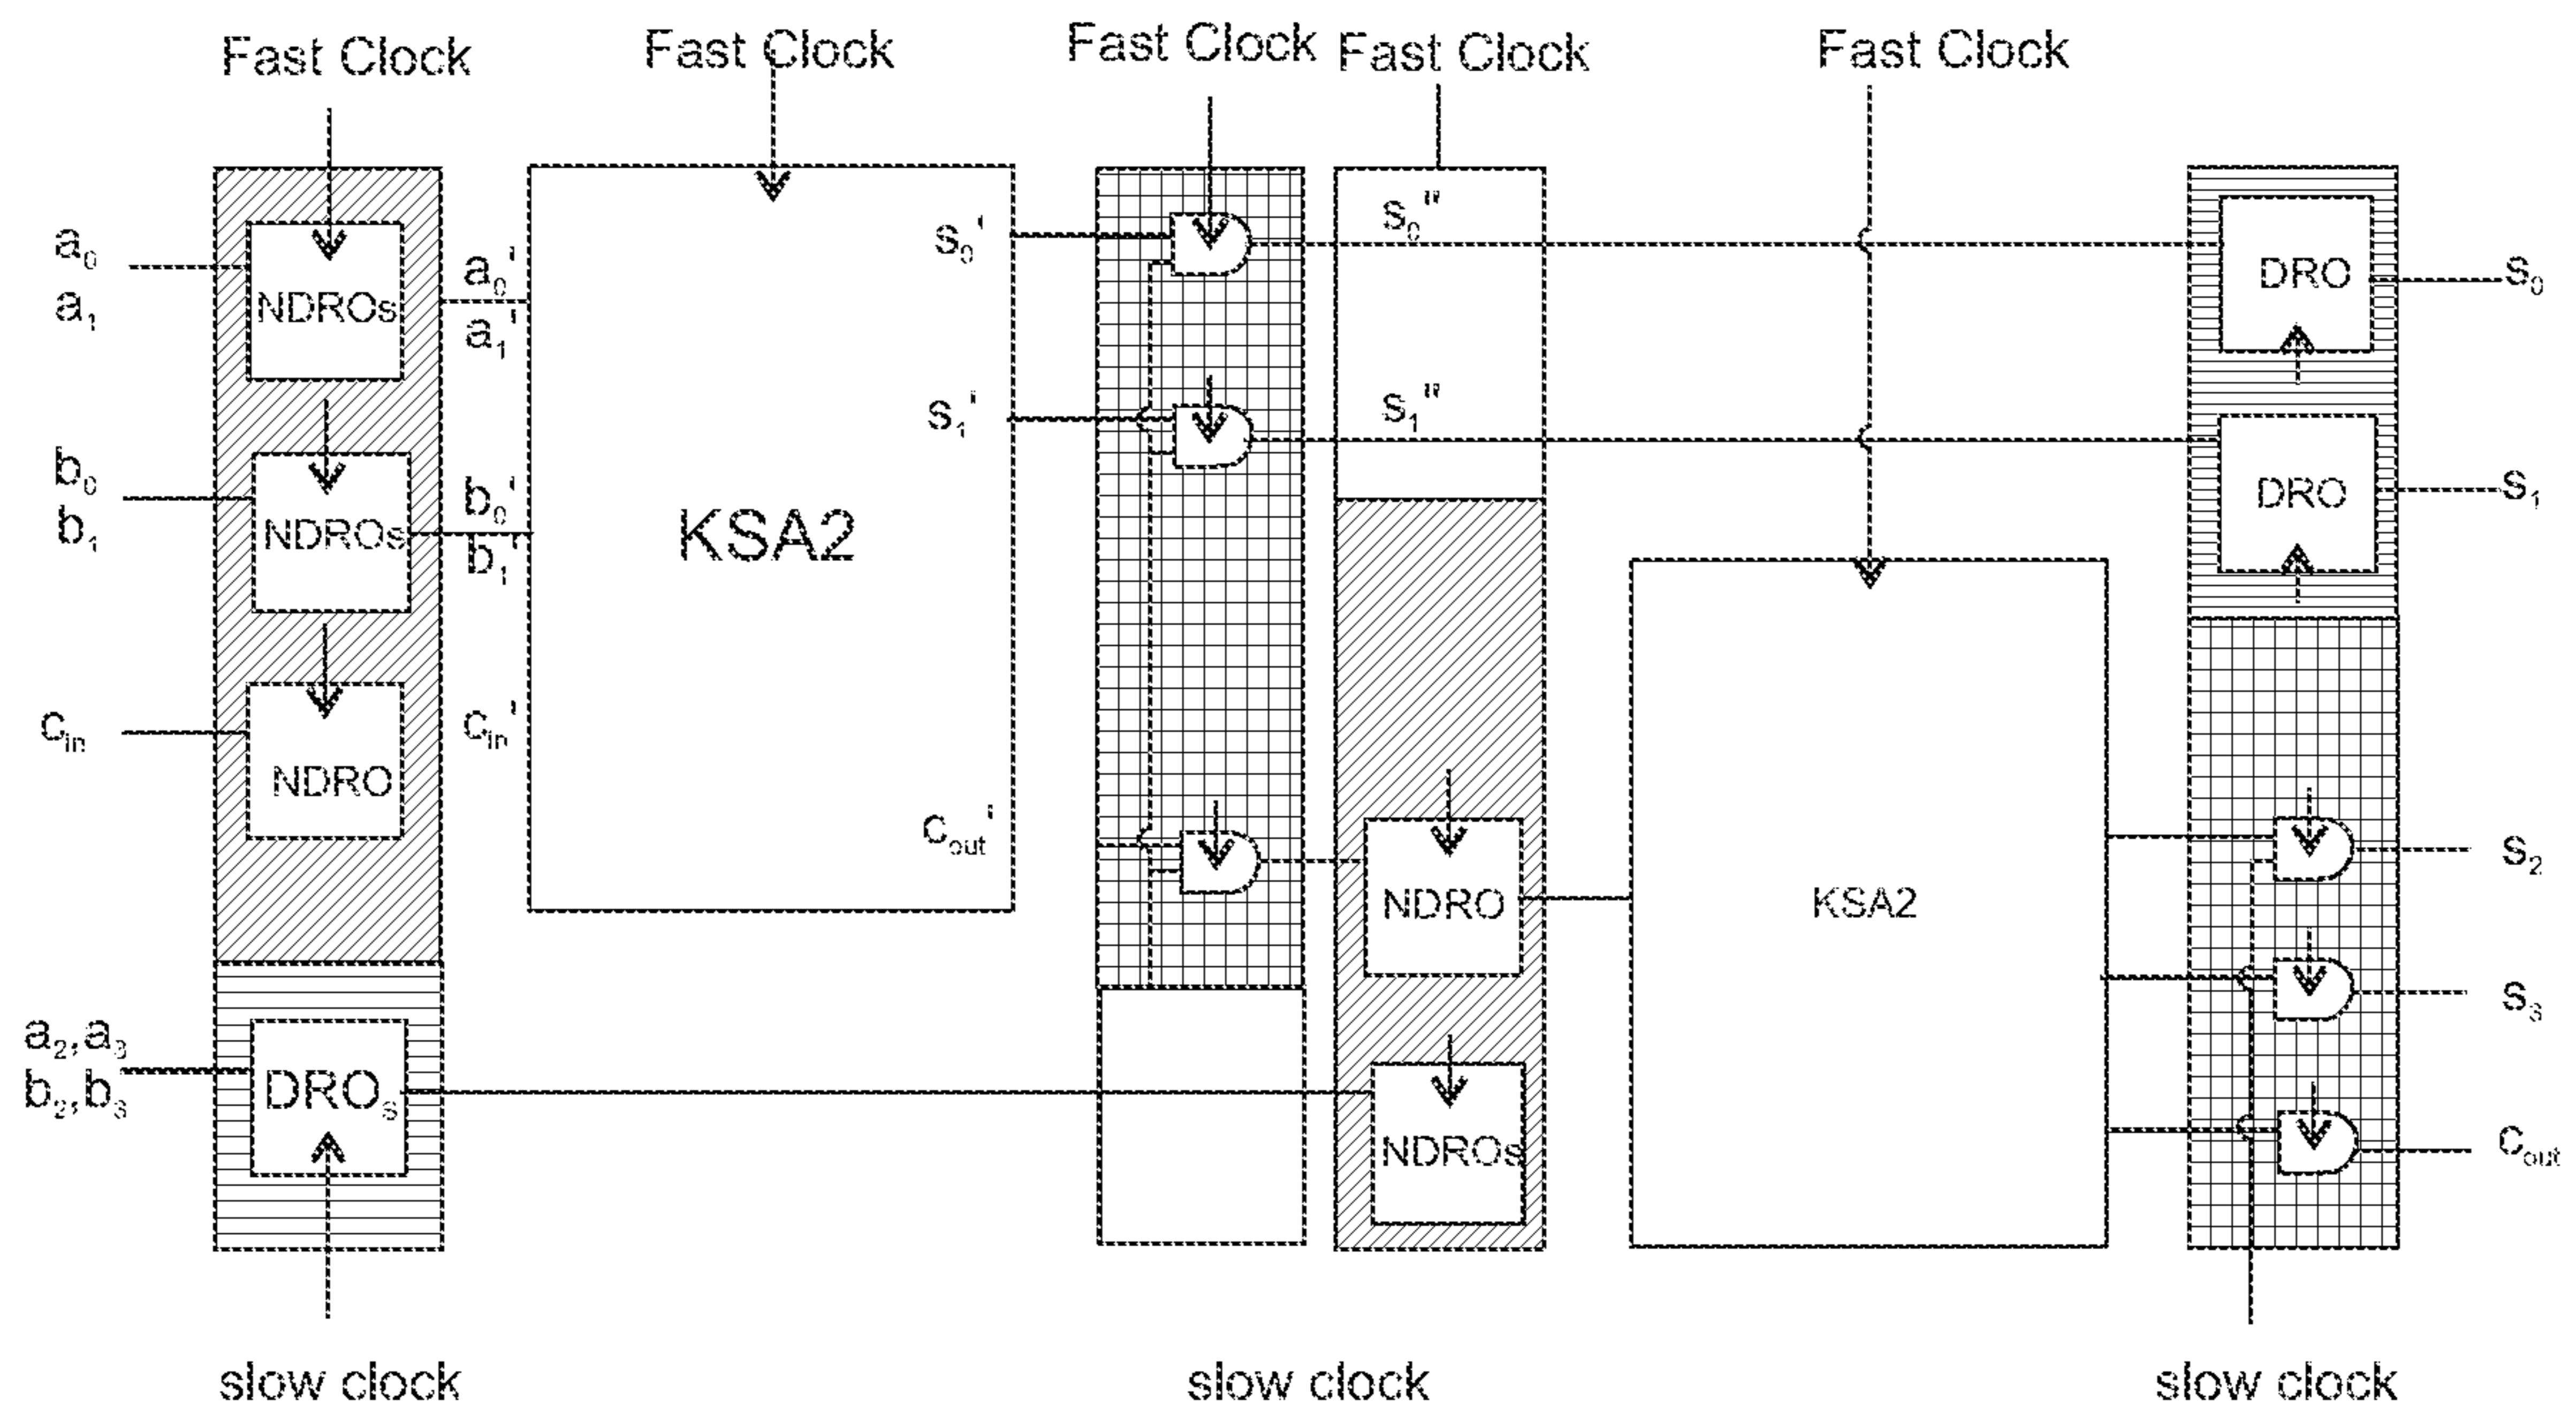 Fast Clock
Fast Clock
Fast Clock
Fast Clock
Fast Clock
a₀
a₁
NDROs
a₀'
a₁'
b₀
b₁
NDROs
b₀'
b₁'
cᵢₙ
NDRO
cᵢₙ'
a₂,a₃
b₂,b₃
DROₛ
KSA2
s₀'
s₁'
c_out'
s₀"
s₁"
NDRO
NDROs
KSA2
DRO
s₀
DRO
s₁
s₂
s₃
c_out
slow clock
slow clock
slow clock